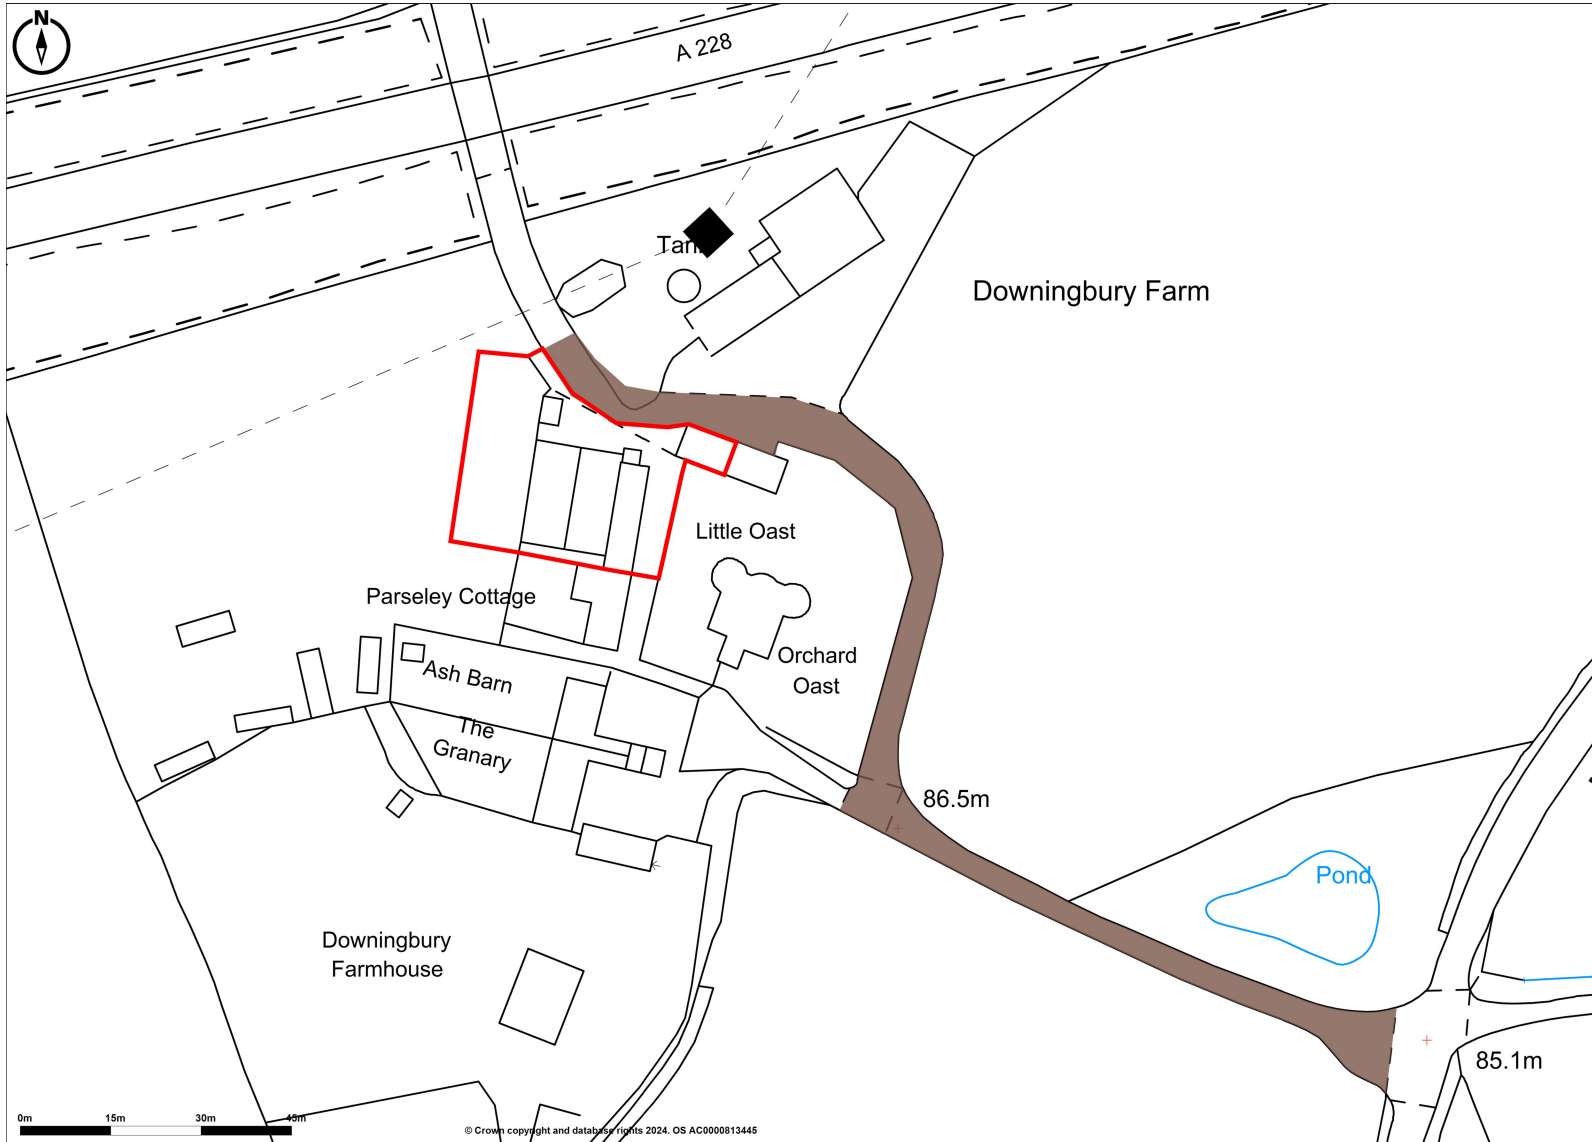 N
A 228
Downingbury Farm
Little Oast
Parseley Cottage
Orchard
Oast
Ash Barn
The
Granary
86.5m
Pond
Downingbury
Farmhouse
85.1m
0m 15m 30m 45m
© Crown copyright and database rights 2024. OS AC0000813445